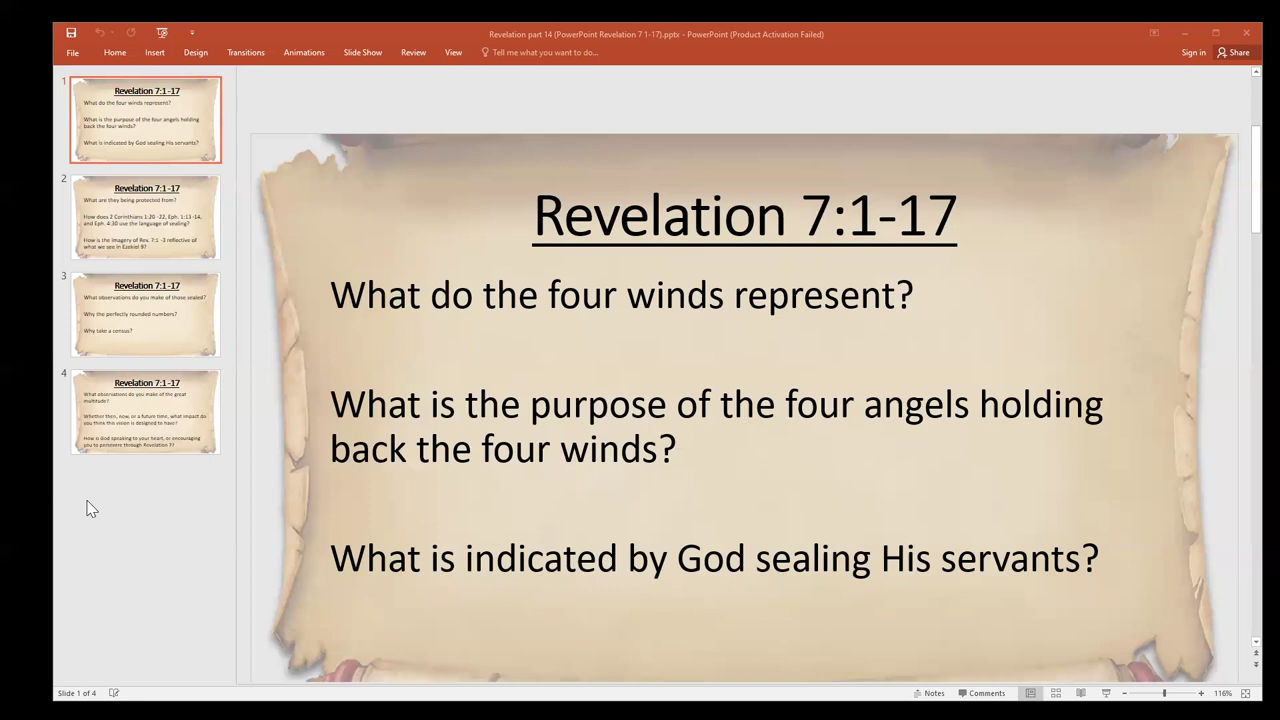 Revelation part 14 (PowerPoint Revelation 7 1-17).pptx - PowerPoint (Product Activation Failed)
File Home Insert Design Transitions Animations Slide Show Review View Tell me what you want to do... Sign in Share
1
Revelation 7:1-17
What do the four winds represent?
What is the purpose of the four angels holding
back the four winds?
What is indicated by God sealing His servants?
2
Revelation 7:1-17
What are they being protected from?
How does 2 Corinthians 1:20 -22, Eph. 1:13 -14,
and Eph. 4:30 use the language of sealing?
How is the imagery of Rev. 7:1 -3 reflective of
what we see in Ezekiel 9?
3
Revelation 7:1-17
What observations do you make of those sealed?
Why the perfectly rounded numbers?
Why take a census?
4
Revelation 7:1-17
What observations do you make of the great
multitude?
Whether then, now, or a future time, what impact do
you think this vision is designed to have?
How is God speaking to your heart, or encouraging
you to persevere through Revelation 7?
Revelation 7:1-17
What do the four winds represent?
What is the purpose of the four angels holding
back the four winds?
What is indicated by God sealing His servants?
Slide 1 of 4 Notes Comments 116%